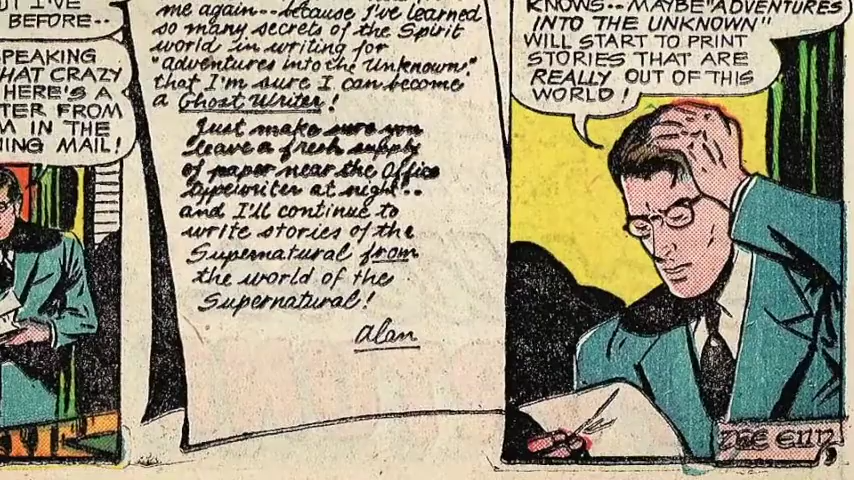 BEFORE--
SPEAKING
THAT CRAZY
HERE'S A
FROM
IN THE
MAIL!
me again--because I've learned
so many secrets of the Spirit
world in writing for
"Adventures into the Unknown"
that I'm sure I can become
a Ghost Writer!
Just make sure you
leave a fresh supply
of paper near the office
typewriter at night--
and I'll continue to
write stories of the
Supernatural from
the world of the
Supernatural!
Alan
KNOWS--MAYBE "ADVENTURES
INTO THE UNKNOWN"
WILL START TO PRINT
STORIES THAT ARE
REALLY OUT OF THIS
WORLD!
THE END